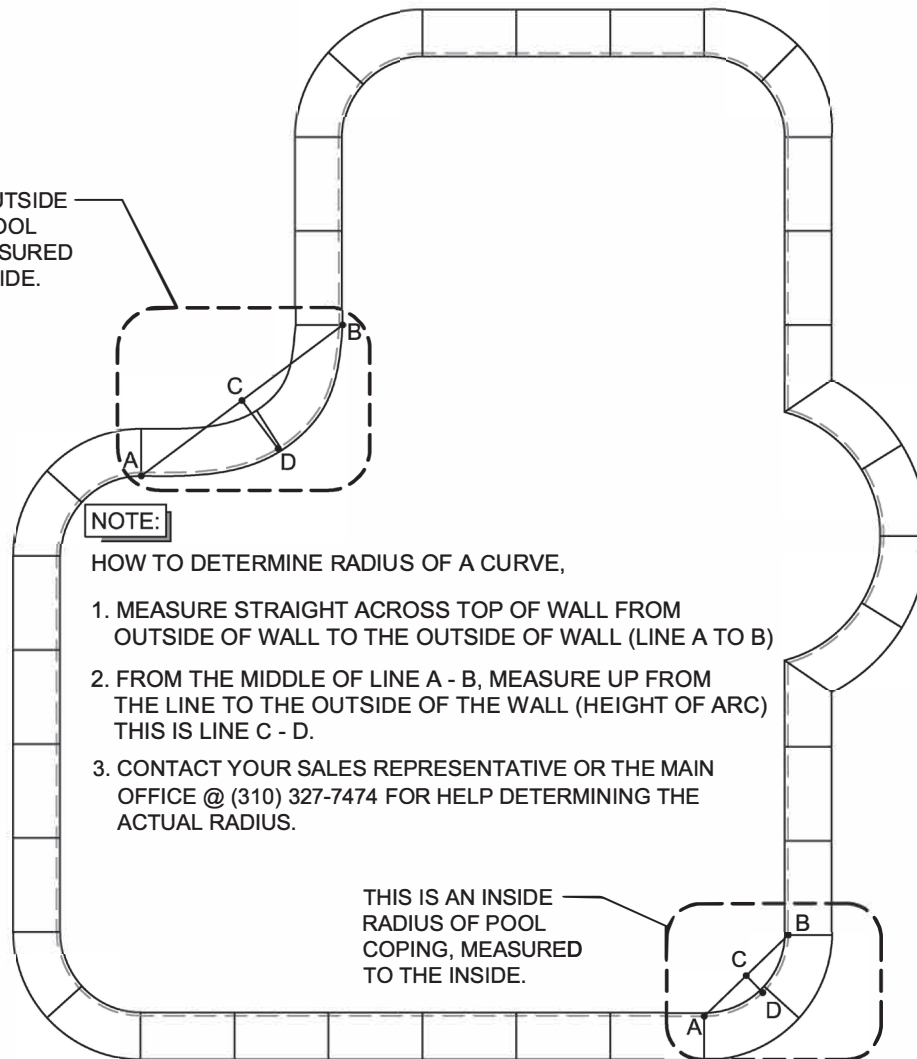 UTSIDE
OOL
SURED
IDE.
B
C
A
D
NOTE:
HOW TO DETERMINE RADIUS OF A CURVE,
1. MEASURE STRAIGHT ACROSS TOP OF WALL FROM
OUTSIDE OF WALL TO THE OUTSIDE OF WALL (LINE A TO B)
2. FROM THE MIDDLE OF LINE A - B, MEASURE UP FROM
THE LINE TO THE OUTSIDE OF THE WALL (HEIGHT OF ARC)
THIS IS LINE C - D.
3. CONTACT YOUR SALES REPRESENTATIVE OR THE MAIN
OFFICE @ (310) 327-7474 FOR HELP DETERMINING THE
ACTUAL RADIUS.
THIS IS AN INSIDE
RADIUS OF POOL
COPING, MEASURED
TO THE INSIDE.
B
C
D
A